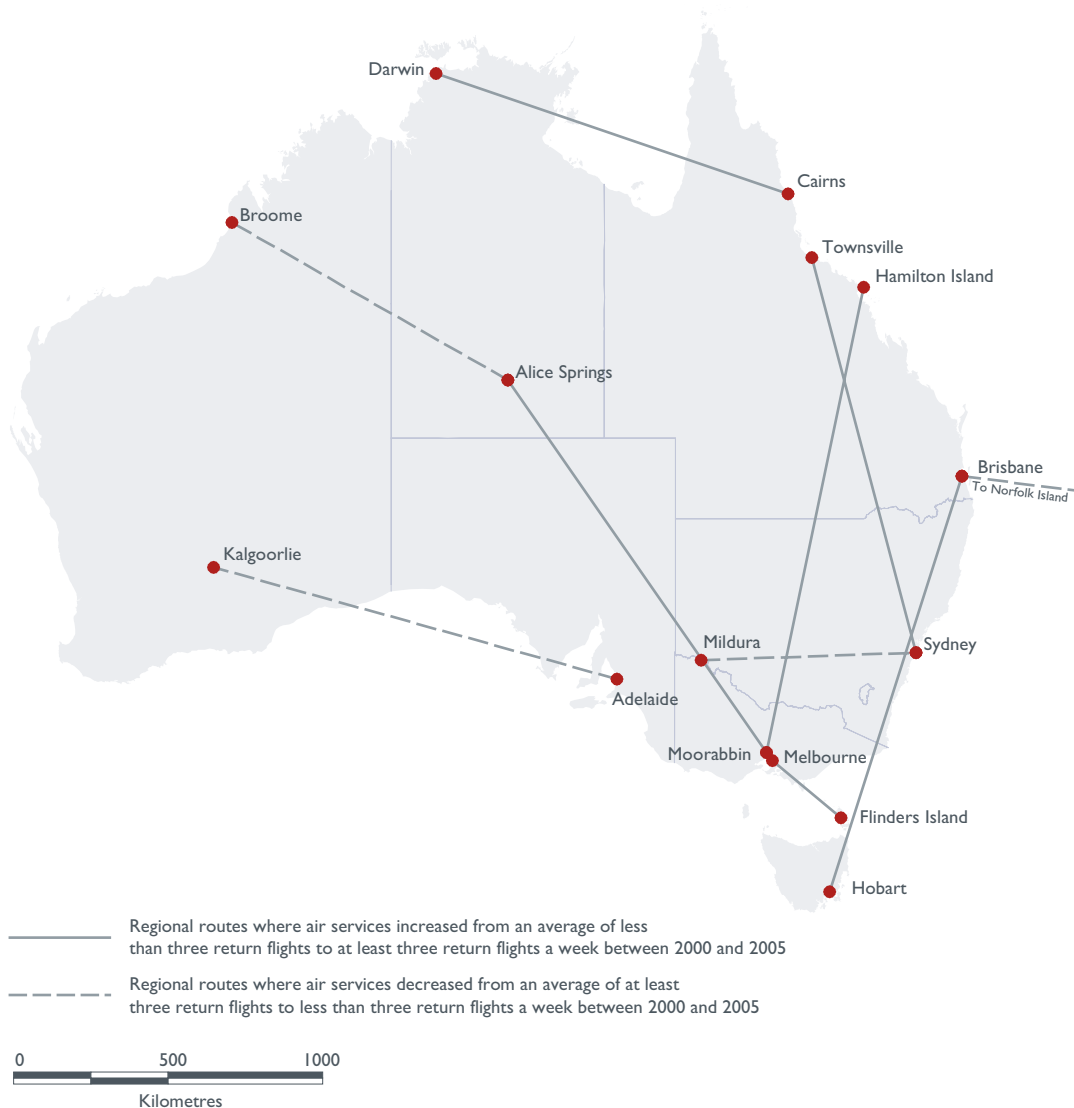 Darwin
Cairns
Broome
Townsville
Hamilton Island
Alice Springs
Brisbane
To Norfolk Island
Kalgoorlie
Mildura
Sydney
Adelaide
Moorabbin
Melbourne
Flinders Island
Hobart
Regional routes where air services increased from an average of less
than three return flights to at least three return flights a week between 2000 and 2005
Regional routes where air services decreased from an average of at least
three return flights to less than three return flights a week between 2000 and 2005
0 500 1000
Kilometres